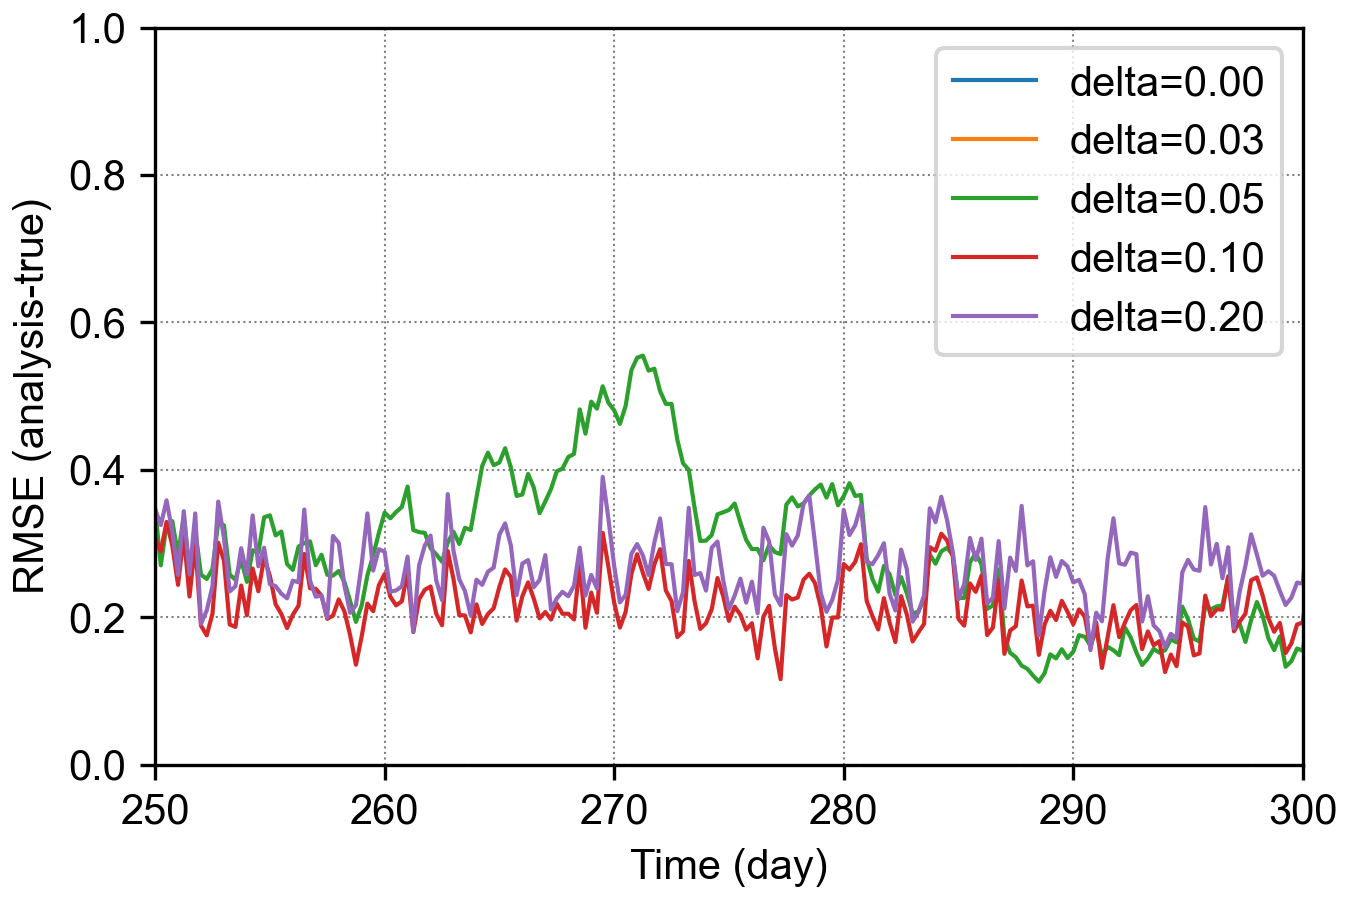 1.0
0.8
0.6
0.4
0.2
0.0
RMSE (analysis-true)
delta=0.00
delta=0.03
delta=0.05
delta=0.10
delta=0.20
250 260 270 280 290 300
Time (day)